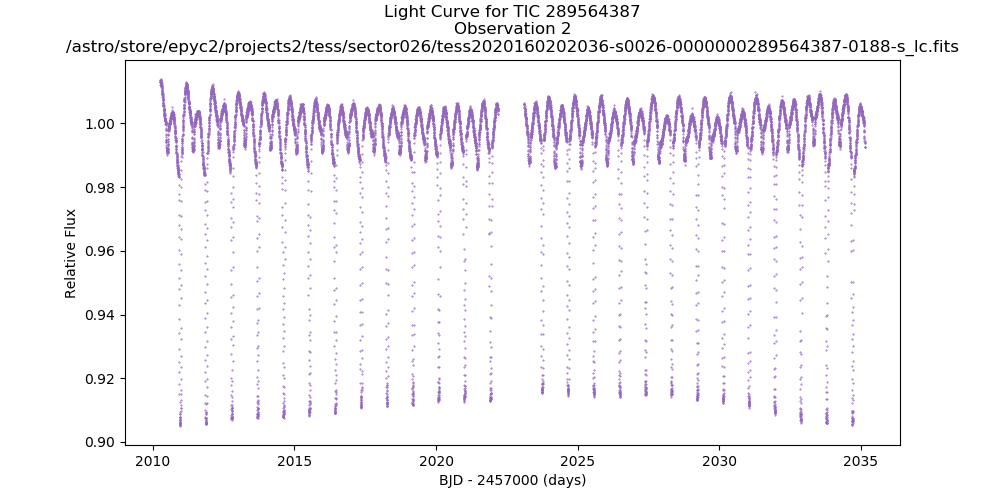 Light Curve for TIC 289564387
Observation 2
/astro/store/epyc2/projects2/tess/sector026/tess2020160202036-s0026-0000000289564387-0188-s_lc.fits
1.00
0.98
0.96
0.94
0.92
0.90
Relative Flux
2010
2015
2020
2025
2030
2035
BJD - 2457000 (days)